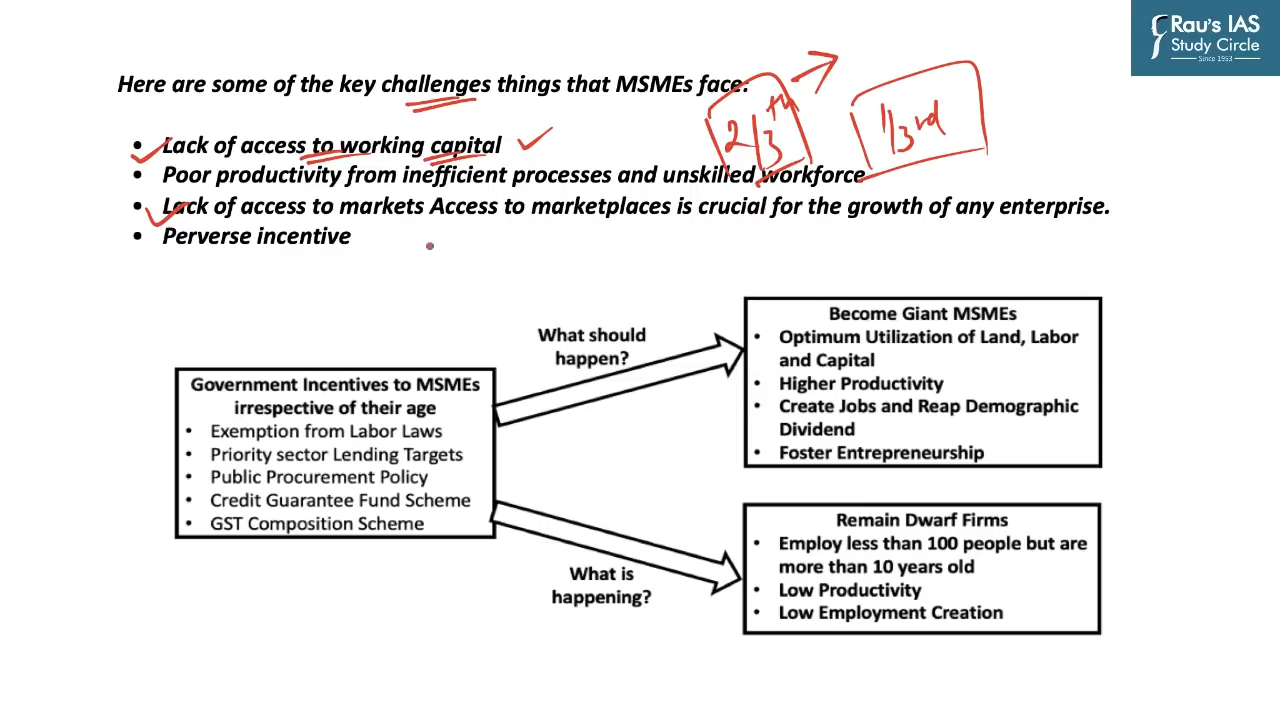 Rau's IAS
Study Circle
Since 1953
Here are some of the key challenges things that MSMEs face:
2/3th
1/3rd
• Lack of access to working capital
• Poor productivity from inefficient processes and unskilled workforce
• Lack of access to markets Access to marketplaces is crucial for the growth of any enterprise.
• Perverse incentive
Government Incentives to MSMEs
irrespective of their age
• Exemption from Labor Laws
• Priority sector Lending Targets
• Public Procurement Policy
• Credit Guarantee Fund Scheme
• GST Composition Scheme
What should
happen?
Become Giant MSMEs
• Optimum Utilization of Land, Labor
and Capital
• Higher Productivity
• Create Jobs and Reap Demographic
Dividend
• Foster Entrepreneurship
What is
happening?
Remain Dwarf Firms
• Employ less than 100 people but are
more than 10 years old
• Low Productivity
• Low Employment Creation